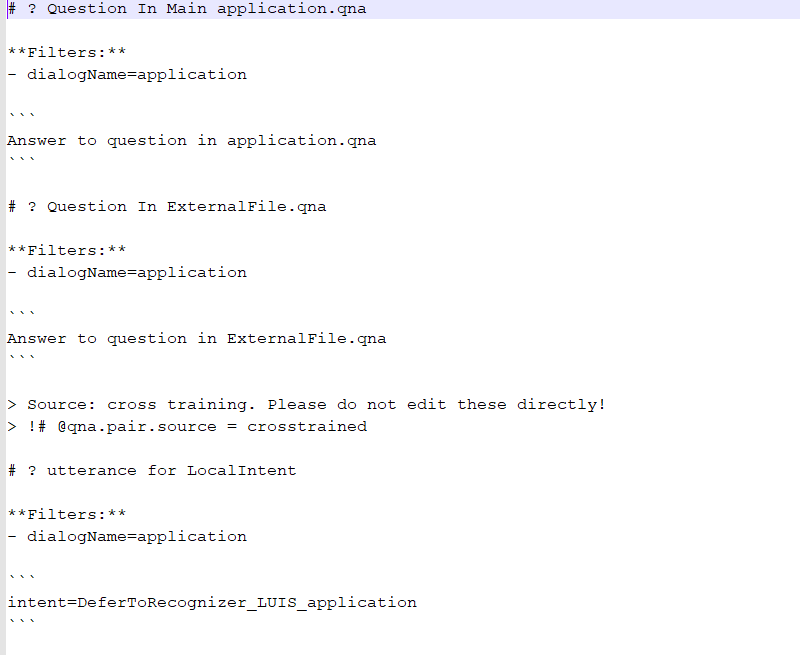 # ? Question In Main application.qna
**Filters:**
- dialogName=application
```
Answer to question in application.qna
```
# ? Question In ExternalFile.qna
**Filters:**
- dialogName=application
```
Answer to question in ExternalFile.qna
```
> Source: cross training. Please do not edit these directly!
> !# @qna.pair.source = crosstrained
# ? utterance for LocalIntent
**Filters:**
- dialogName=application
```
intent=DeferToRecognizer_LUIS_application
```